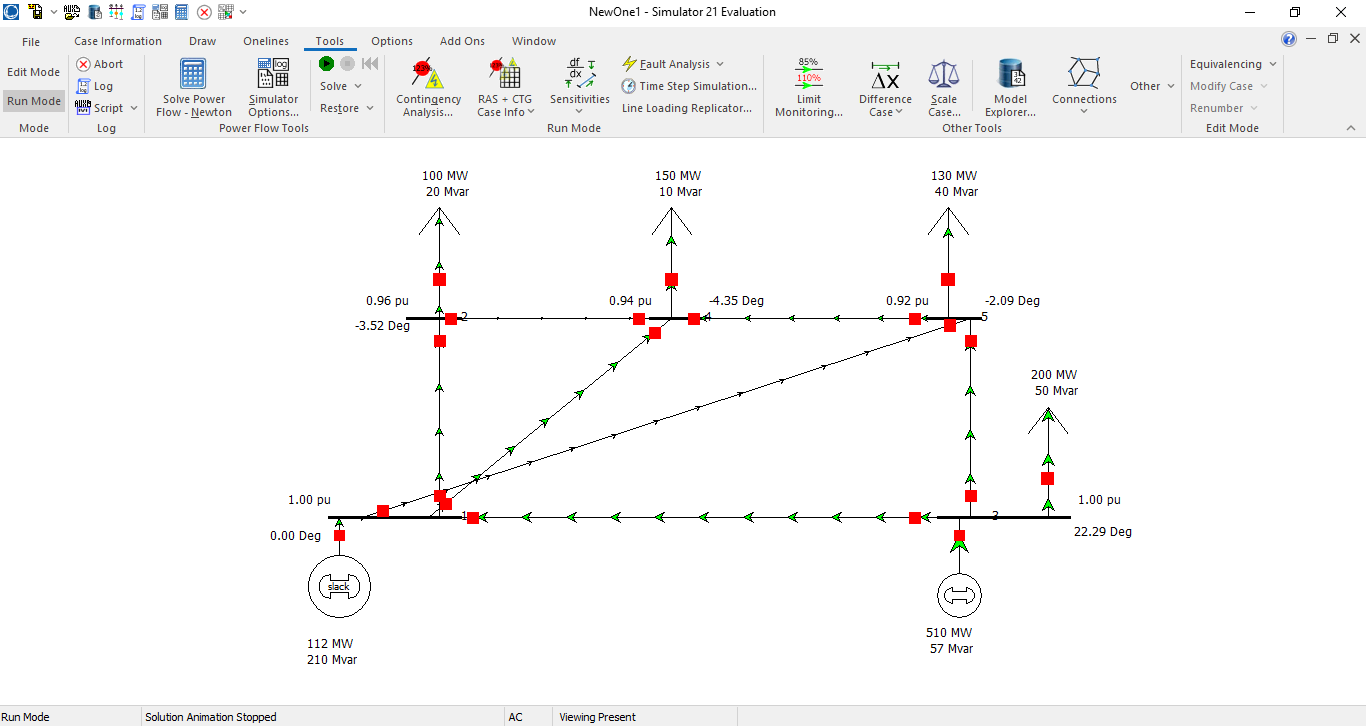 NewOne1 - Simulator 21 Evaluation
File Case Information Draw Onelines Tools Options Add Ons Window
Edit Mode
Run Mode
Mode
Abort
Log
Script
Log
Solve Power
Flow - Newton
Simulator
Options...
Solve
Restore
Power Flow Tools
Contingency
Analysis...
RAS + CTG
Case Info
Sensitivities
Fault Analysis
Time Step Simulation...
Line Loading Replicator...
Run Mode
85%
110%
Limit
Monitoring...
Difference
Case
Scale
Case...
Model
Explorer...
Connections
Other
Other Tools
Equivalencing
Modify Case
Renumber
Edit Mode
100 MW
20 Mvar
150 MW
10 Mvar
130 MW
40 Mvar
0.96 pu
-3.52 Deg
2
0.94 pu
-4.35 Deg
4
0.92 pu
-2.09 Deg
5
200 MW
50 Mvar
1.00 pu
0.00 Deg
1
3
1.00 pu
22.29 Deg
slack
112 MW
210 Mvar
510 MW
57 Mvar
Run Mode Solution Animation Stopped AC Viewing Present